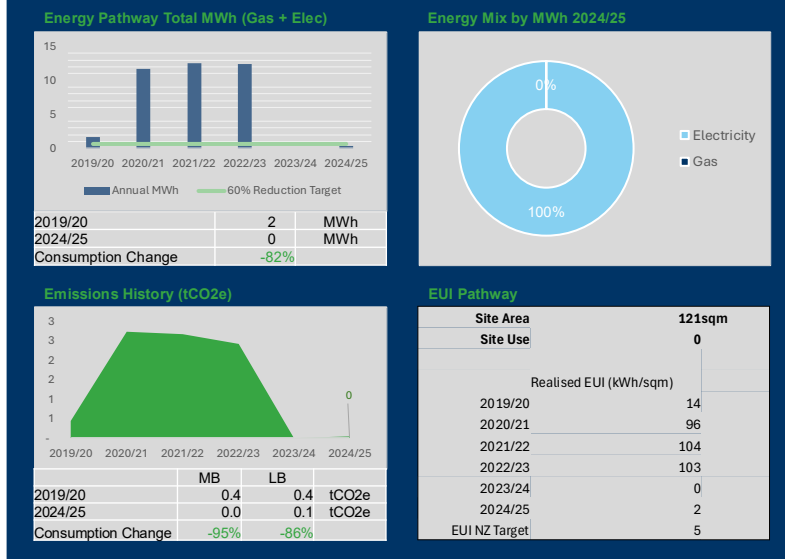 Energy Pathway Total MWh (Gas + Elec)
15
10
5
0
2019/20 2020/21 2021/22 2022/23 2023/24 2024/25
Annual MWh 60% Reduction Target
2019/20 2 MWh
2024/25 0 MWh
Consumption Change -82%
Energy Mix by MWh 2024/25
0%
100%
Electricity
Gas
Emissions History (tCO2e)
3
3
2
2
1
1
-
0
2019/20 2020/21 2021/22 2022/23 2023/24 2024/25
MB LB
2019/20 0.4 0.4 tCO2e
2024/25 0.0 0.1 tCO2e
Consumption Change -95% -86%
EUI Pathway
Site Area 121sqm
Site Use 0
Realised EUI (kWh/sqm)
2019/20 14
2020/21 96
2021/22 104
2022/23 103
2023/24 0
2024/25 2
EUI NZ Target 5